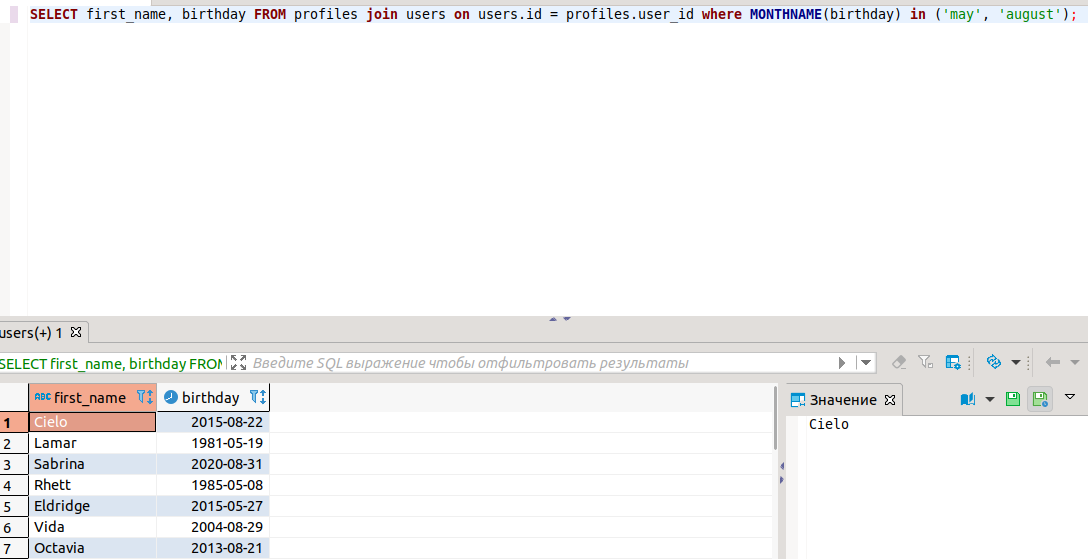 SELECT first_name, birthday FROM profiles join users on users.id = profiles.user_id where MONTHNAME(birthday) in ('may', 'august');
users(+) 1
SELECT first_name, birthday FROM
Введите SQL выражение чтобы отфильтровать результаты
ABC first_name birthday
1 Cielo 2015-08-22
2 Lamar 1981-05-19
3 Sabrina 2020-08-31
4 Rhett 1985-05-08
5 Eldridge 2015-05-27
6 Vida 2004-08-29
7 Octavia 2013-08-21
Значение
Cielo